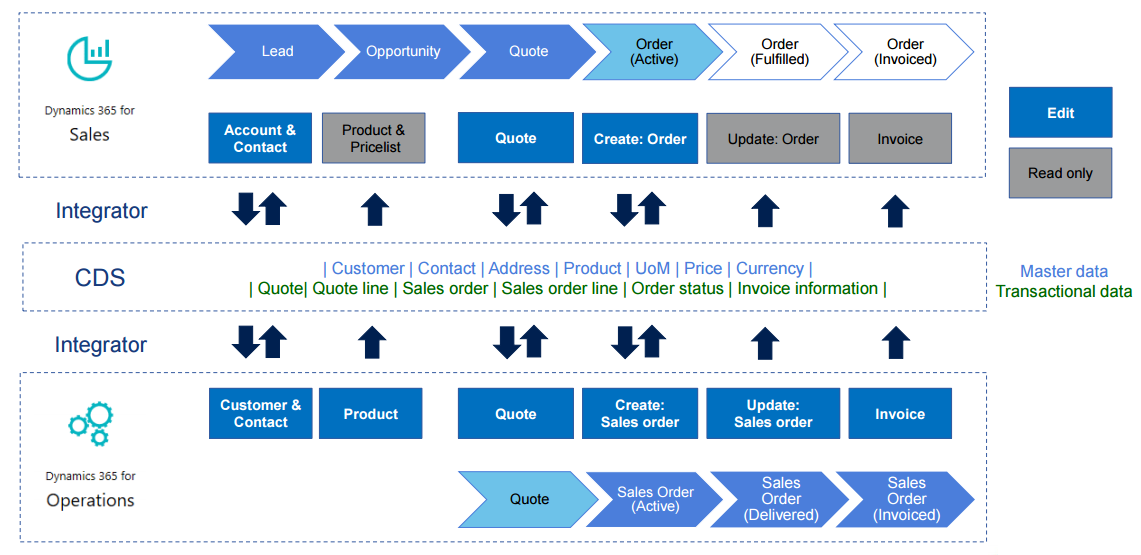 Lead
Opportunity
Quote
Order
(Active)
Order
(Fulfilled)
Order
(Invoiced)
Dynamics 365 for
Sales
Account &
Contact
Product &
Pricelist
Quote
Create: Order
Update: Order
Invoice
Edit
Read only
Integrator
CDS
| Customer | Contact | Address | Product | UoM | Price | Currency |
| Quote| Quote line | Sales order | Sales order line | Order status | Invoice information |
Master data
Transactional data
Integrator
Customer &
Contact
Product
Quote
Create:
Sales order
Update:
Sales order
Invoice
Dynamics 365 for
Operations
Quote
Sales Order
(Active)
Sales
Order
(Delivered)
Sales
Order
(Invoiced)